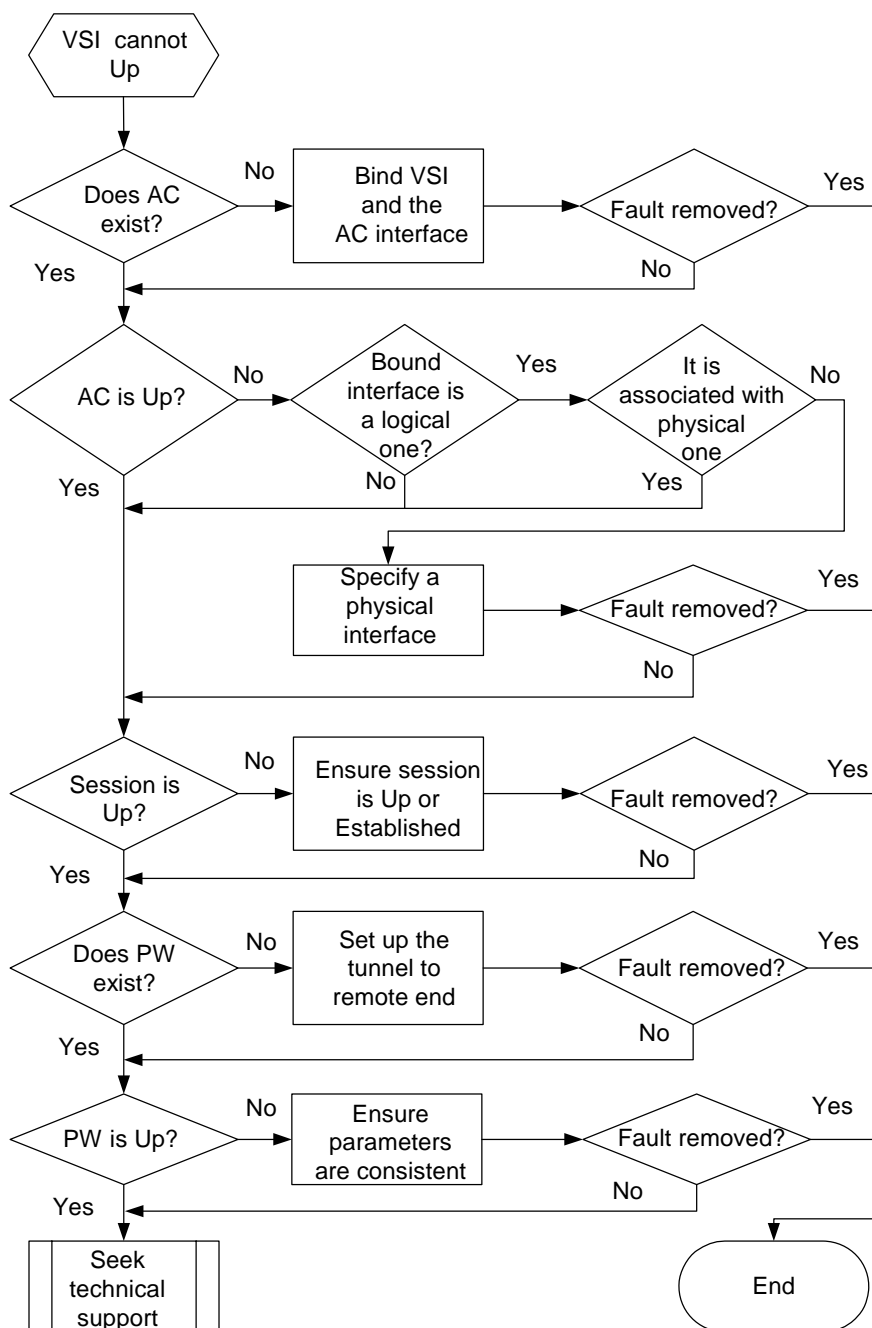 VSI cannot
Up
Does AC
exist?
No
Bind VSI
and the
AC interface
Fault removed?
Yes
Yes
No
AC is Up?
No
Bound
interface is
a logical
one?
Yes
It is
associated with
physical
one
No
Yes
No
Yes
Specify a
physical
interface
Fault removed?
Yes
No
Session is
Up?
No
Ensure session
is Up or
Established
Fault removed?
Yes
Yes
No
Does PW
exist?
No
Set up the
tunnel to
remote end
Fault removed?
Yes
Yes
No
PW is Up?
No
Ensure
parameters
are consistent
Fault removed?
Yes
Yes
No
Seek
technical
support
End